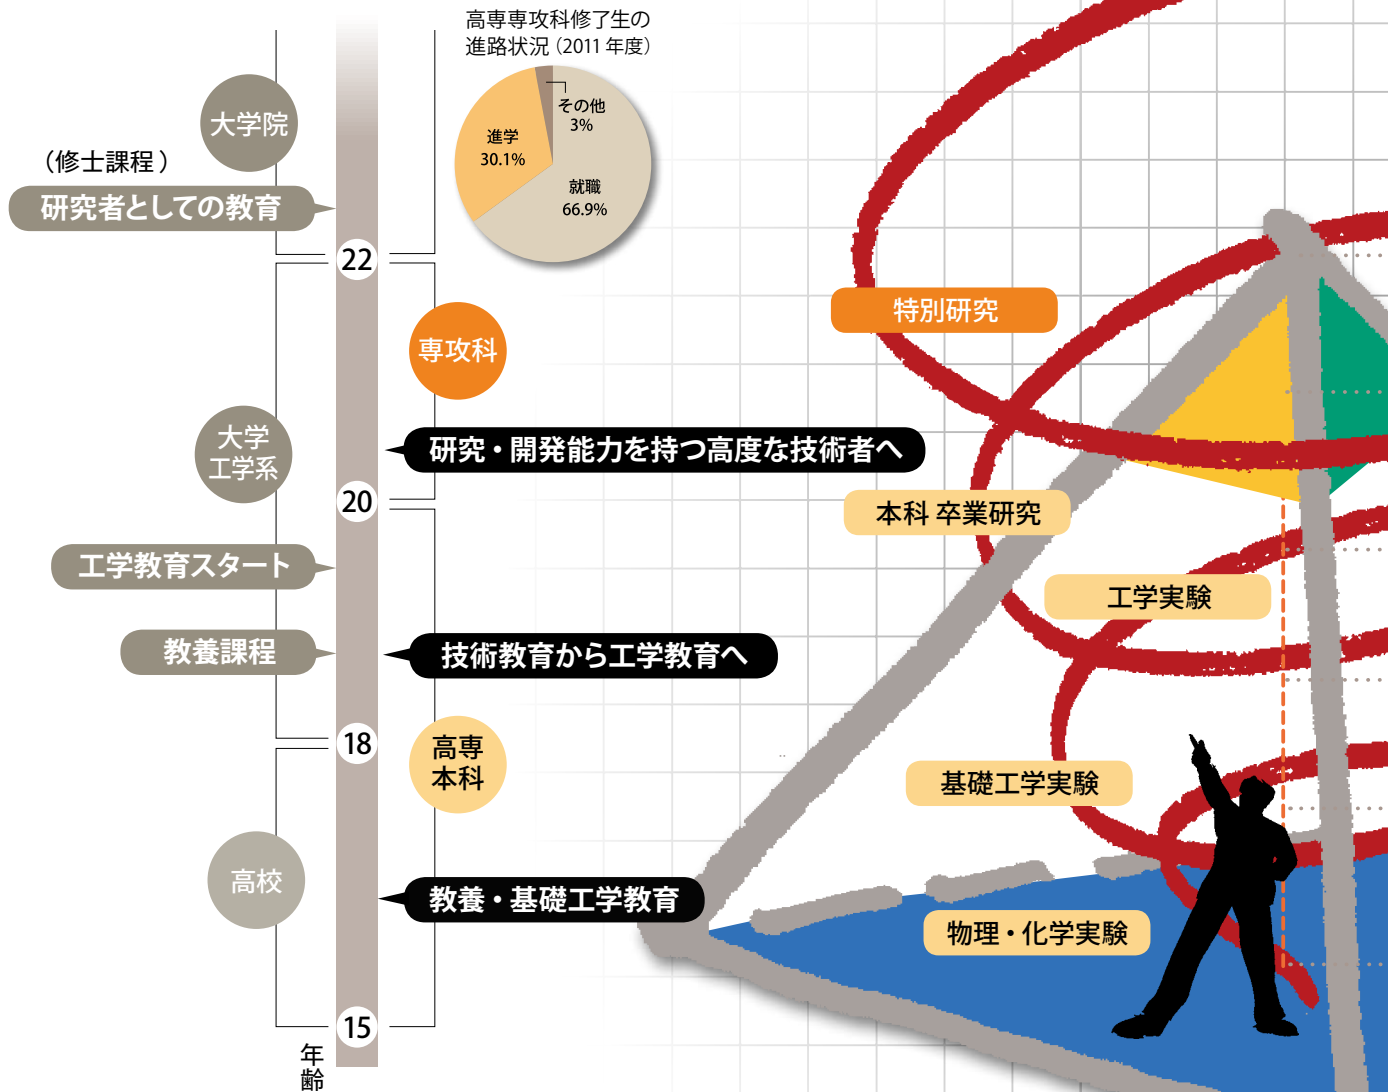 高専専攻科修了生の
進路状況（2011 年度）
その他
3%
進学
30.1%
就職
66.9%
大学院
（修士課程）
研究者としての教育
22
特別研究
専攻科
大学
工学系
研究・開発能力を持つ高度な技術者へ
20
本科 卒業研究
工学教育スタート
工学実験
教養課程
技術教育から工学教育へ
18
高専
本科
基礎工学実験
高校
教養・基礎工学教育
物理・化学実験
15
年齢